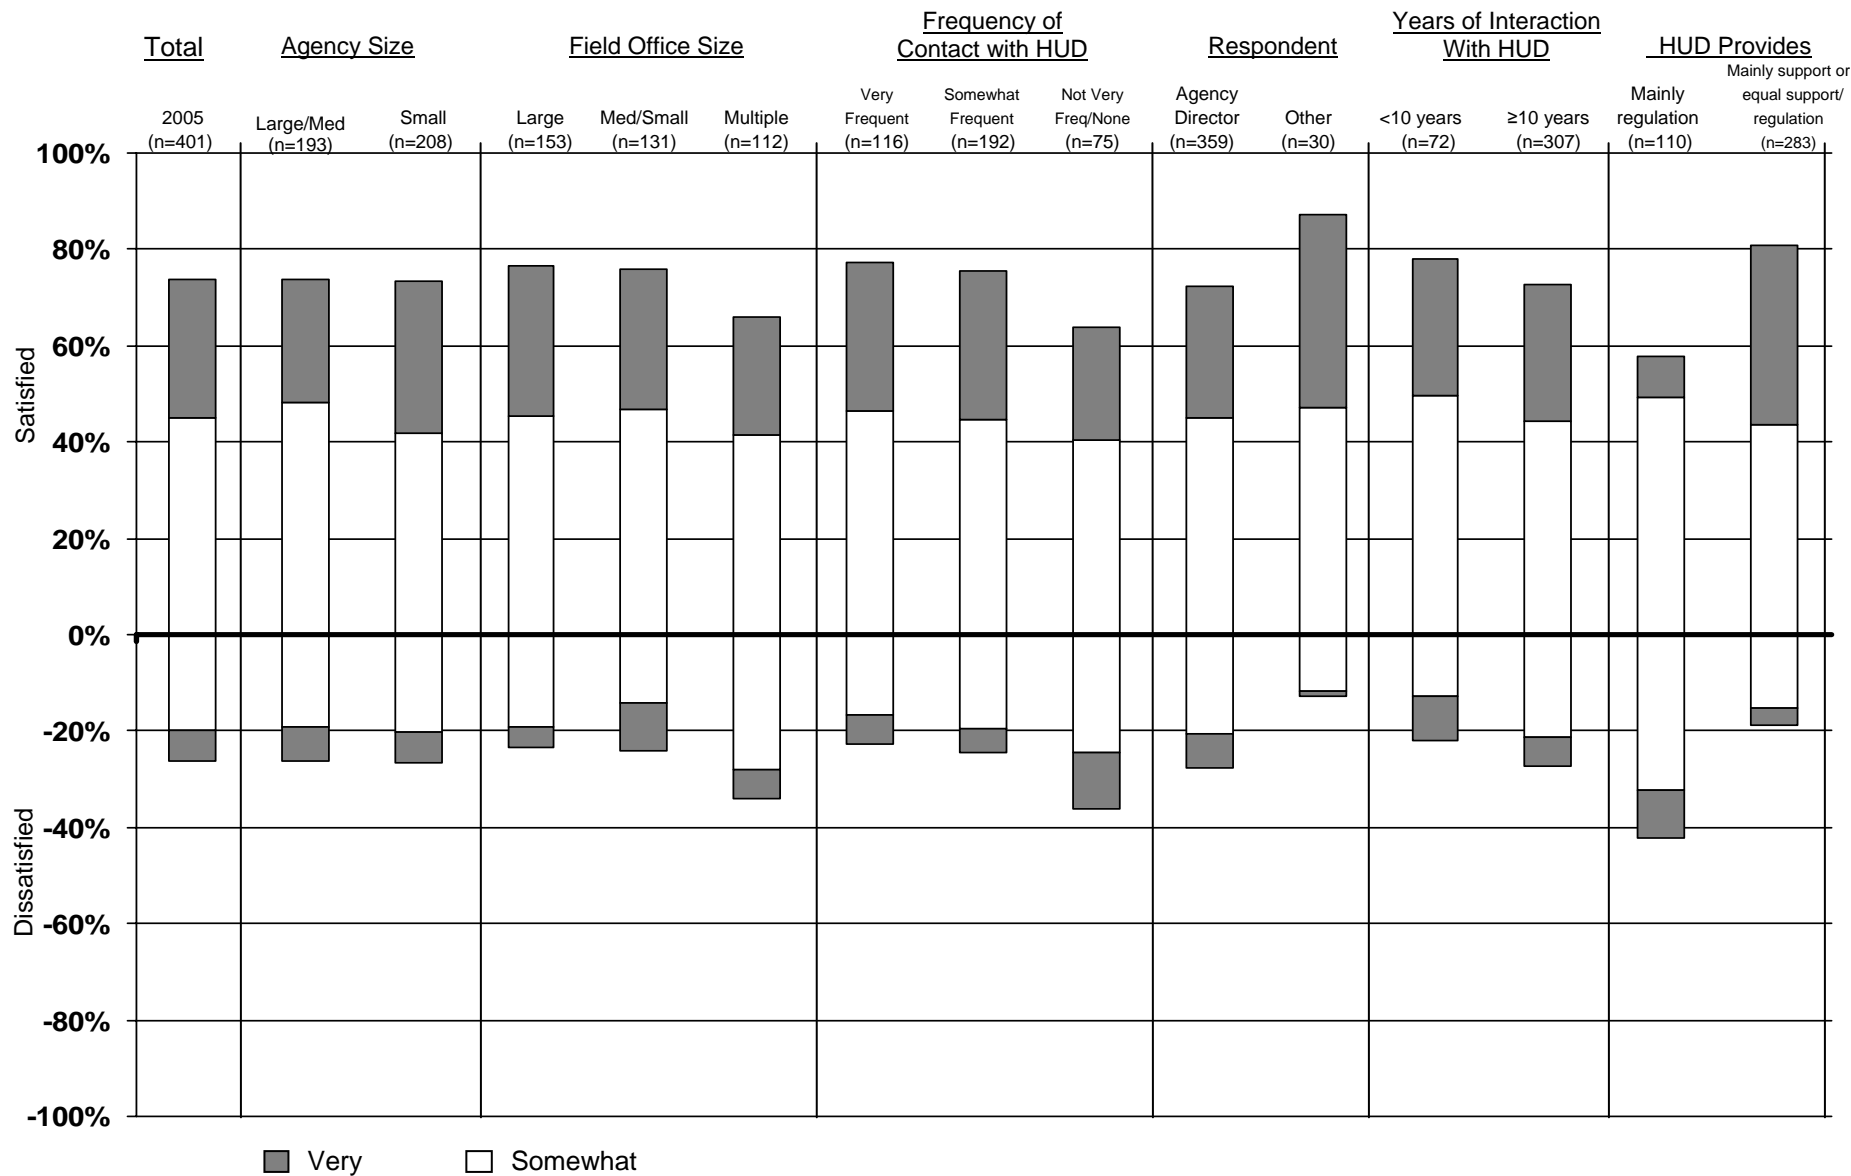 Total
Agency Size
Field Office Size
Frequency of
Contact with HUD
Respondent
Years of Interaction
With HUD
HUD Provides
2005
(n=401)
Large/Med
(n=193)
Small
(n=208)
Large
(n=153)
Med/Small
(n=131)
Multiple
(n=112)
Very
Frequent
(n=116)
Somewhat
Frequent
(n=192)
Not Very
Freq/None
(n=75)
Agency
Director
(n=359)
Other
(n=30)
<10 years
(n=72)
≥10 years
(n=307)
Mainly
regulation
(n=110)
Mainly support or
equal support/
regulation
(n=283)
100%
80%
60%
40%
20%
0%
-20%
-40%
-60%
-80%
-100%
Satisfied
Dissatisfied
Very
Somewhat